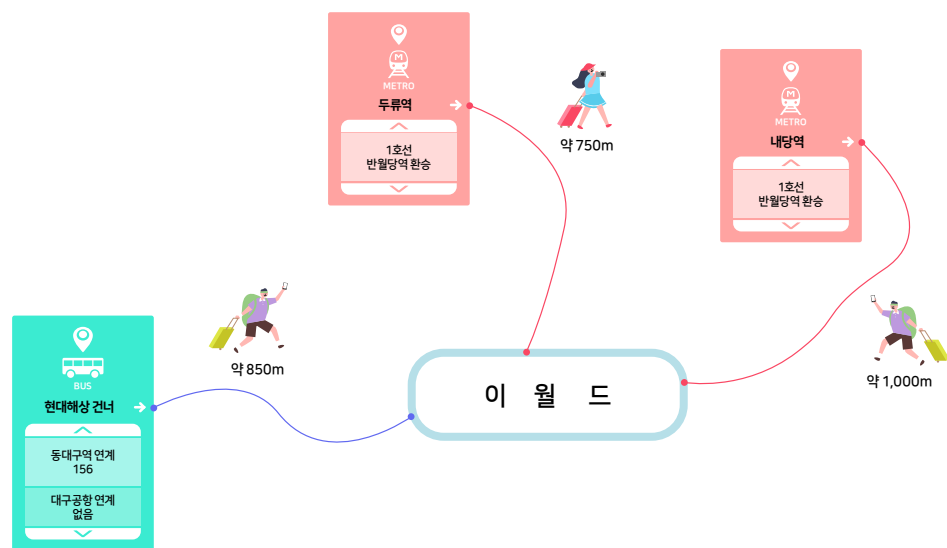 METRO
두류역
1호선
반월당역 환승
약 750m
METRO
내당역
1호선
반월당역 환승
약 1,000m
BUS
현대해상 건너
동대구역 연계
156
대구공항 연계
없음
약 850m
이 월 드